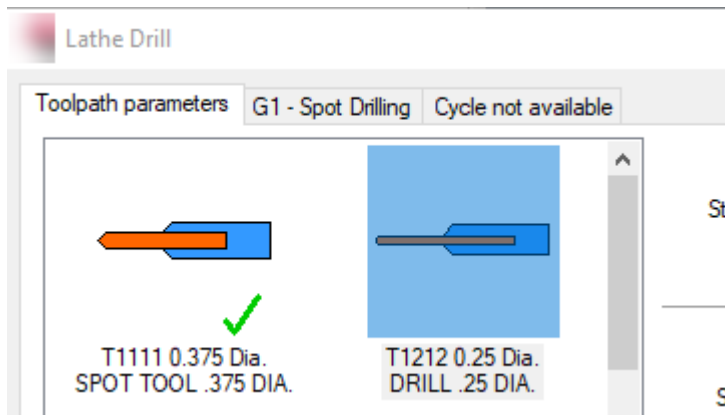 Lathe Drill
Toolpath parameters G1 - Spot Drilling Cycle not available
T1111 0.375 Dia.
SPOT TOOL .375 DIA.
T1212 0.25 Dia.
DRILL .25 DIA.